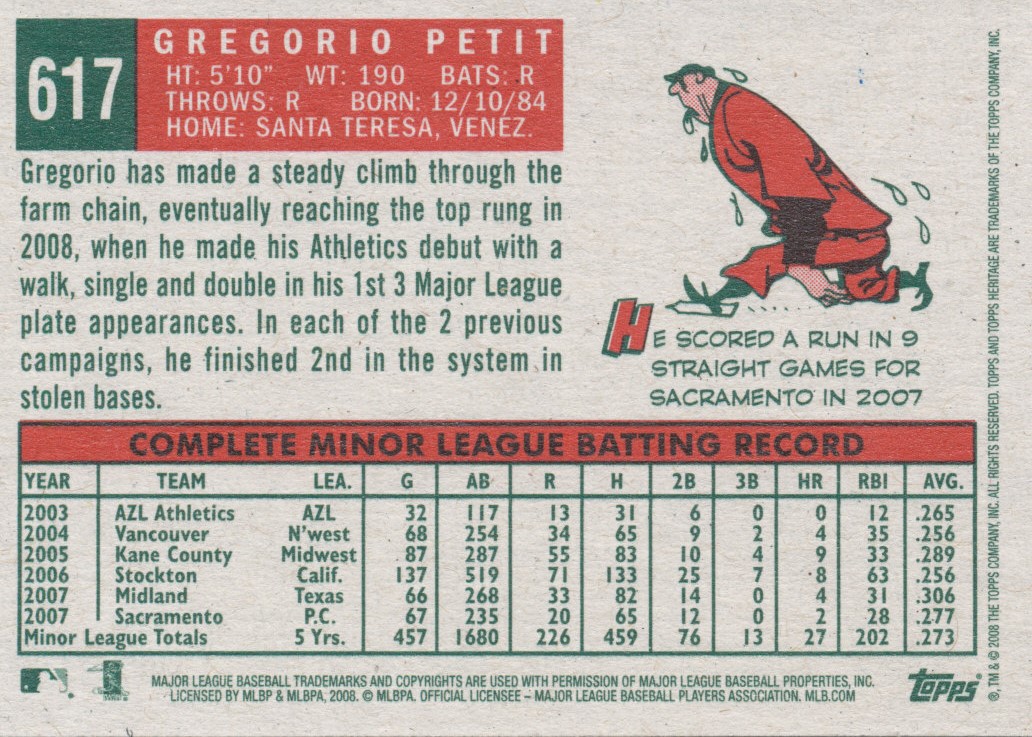 617
GREGORIO PETIT
HT: 5'10" WT: 190 BATS: R
THROWS: R BORN: 12/10/84
HOME: SANTA TERESA, VENEZ.
Gregorio has made a steady climb through the
farm chain, eventually reaching the top rung in
2008, when he made his Athletics debut with a
walk, single and double in his 1st 3 Major League
plate appearances. In each of the 2 previous
campaigns, he finished 2nd in the system in
stolen bases.
HE SCORED A RUN IN 9
STRAIGHT GAMES FOR
SACRAMENTO IN 2007
COMPLETE MINOR LEAGUE BATTING RECORD
YEAR TEAM LEA. G AB R H 2B 3B HR RBI AVG.
2003 AZL Athletics AZL 32 117 13 31 6 0 0 12 .265
2004 Vancouver N'west 68 254 34 65 9 2 4 35 .256
2005 Kane County Midwest 87 287 55 83 10 4 9 33 .289
2006 Stockton Calif. 137 519 71 133 25 7 8 63 .256
2007 Midland Texas 66 268 33 82 14 0 4 31 .306
2007 Sacramento P.C. 67 235 20 65 12 0 2 28 .277
Minor League Totals 5 Yrs. 457 1680 226 459 76 13 27 202 .273
MAJOR LEAGUE BASEBALL TRADEMARKS AND COPYRIGHTS ARE USED WITH PERMISSION OF MAJOR LEAGUE BASEBALL PROPERTIES, INC.
LICENSED BY MLBP & MLBPA, 2008. © MLBPA. OFFICIAL LICENSEE – MAJOR LEAGUE BASEBALL PLAYERS ASSOCIATION. MLB.COM
Topps®
®, TM & © 2008 THE TOPPS COMPANY, INC. ALL RIGHTS RESERVED. TOPPS AND TOPPS HERITAGE ARE TRADEMARKS OF THE TOPPS COMPANY, INC.